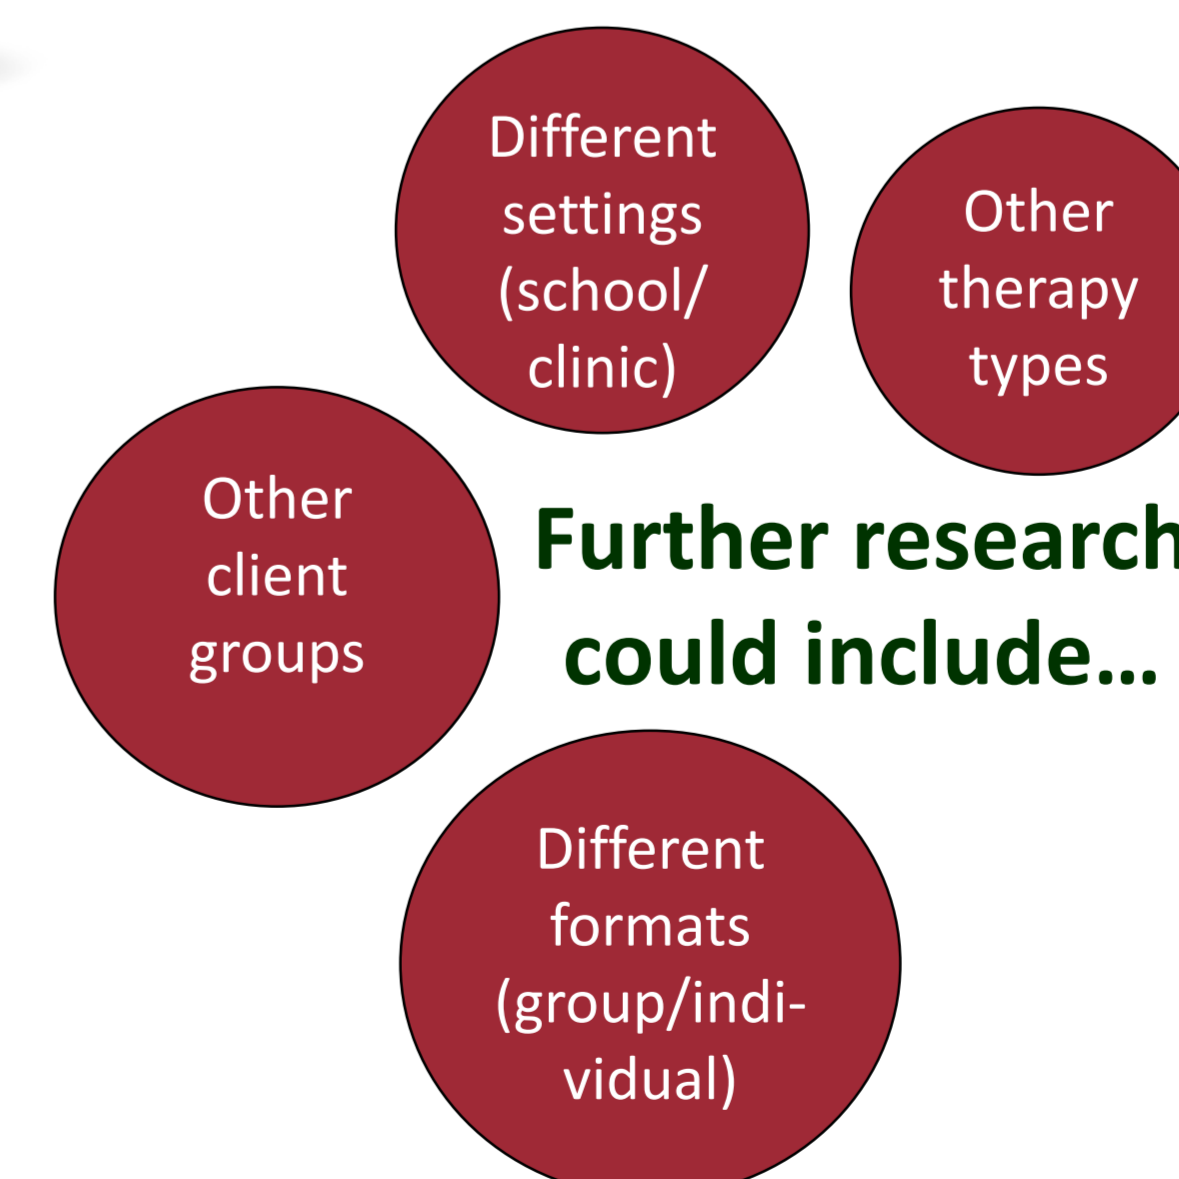 Different
settings
(school/
clinic)
Other
therapy
types
Other
client
groups
Further research
could include...
Different
formats
(group/indi-
vidual)